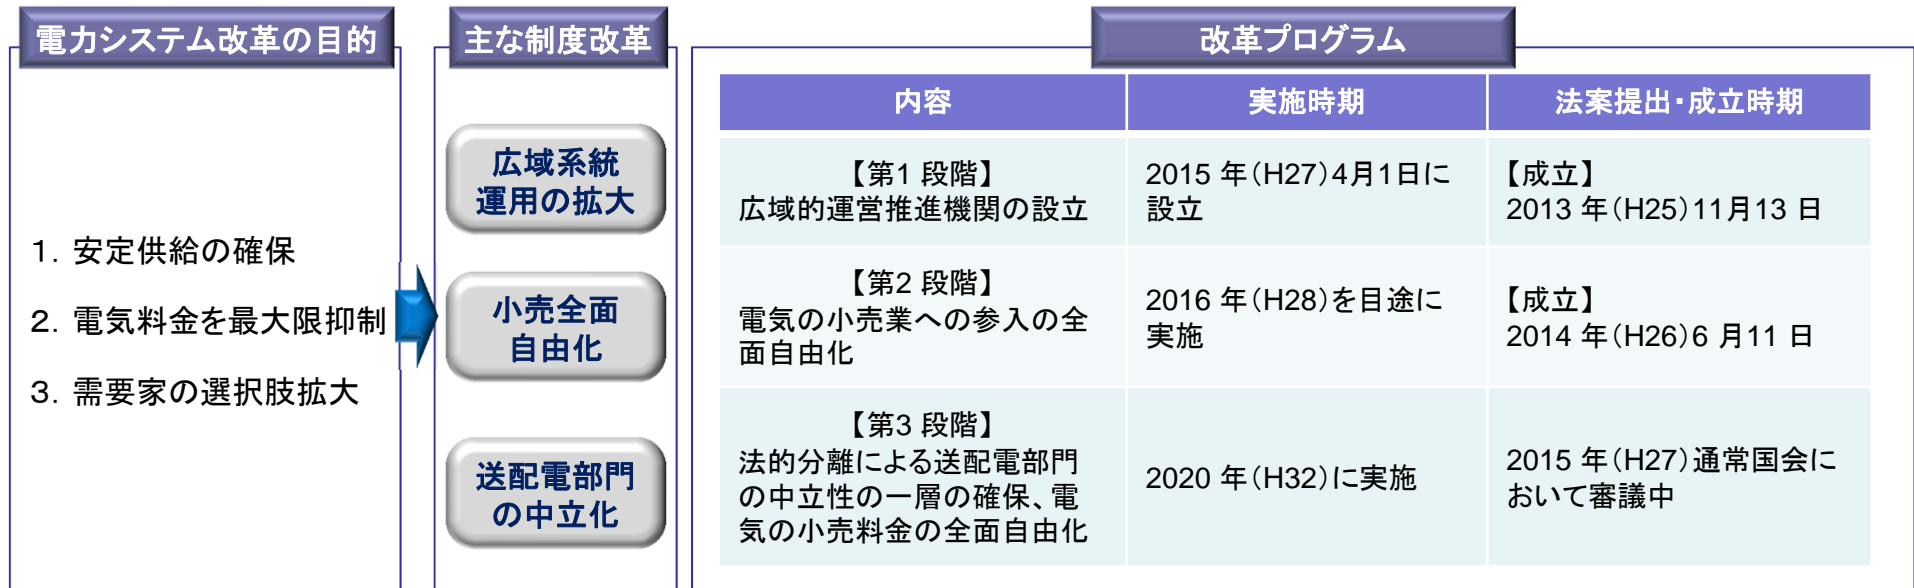 電力システム改革の目的
1. 安定供給の確保
2. 電気料金を最大限抑制
3. 需要家の選択肢拡大
主な制度改革
広域系統
運用の拡大
小売全面
自由化
送配電部門
の中立化
改革プログラム
内容
実施時期
法案提出・成立時期
【第1 段階】
広域的運営推進機関の設立
2015 年(H27)4月1日に
設立
【成立】
2013 年(H25)11月13 日
【第2 段階】
電気の小売業への参入の全
面自由化
2016 年(H28)を目途に
実施
【成立】
2014 年(H26)6 月11 日
【第3 段階】
法的分離による送配電部門
の中立性の一層の確保、電
気の小売料金の全面自由化
2020 年(H32)に実施
2015 年(H27)通常国会に
おいて審議中